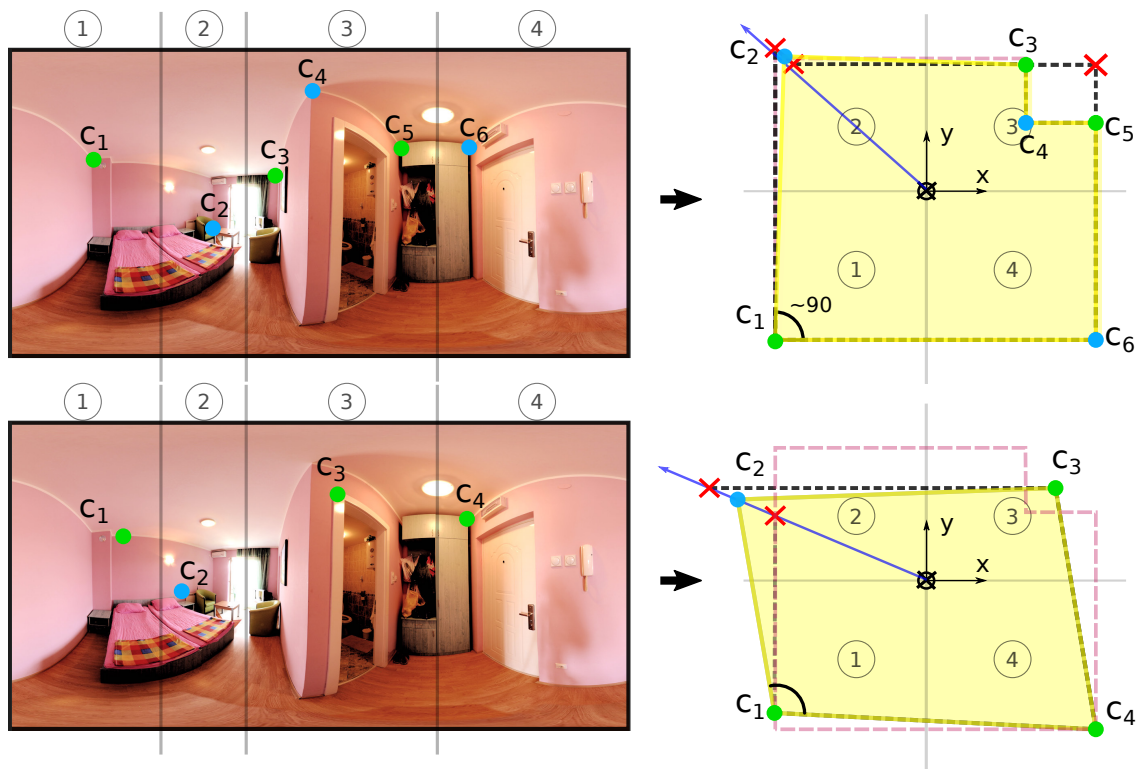 1 2 3 4
c1 c2 c3 c4 c5 c6
c2 c3
2 3
c4 c5
y
x
1 4
~90
c1 c6
1 2 3 4
c1 c2 c3 c4
c2 c3
2 3
y
x
1 4
c1 c4